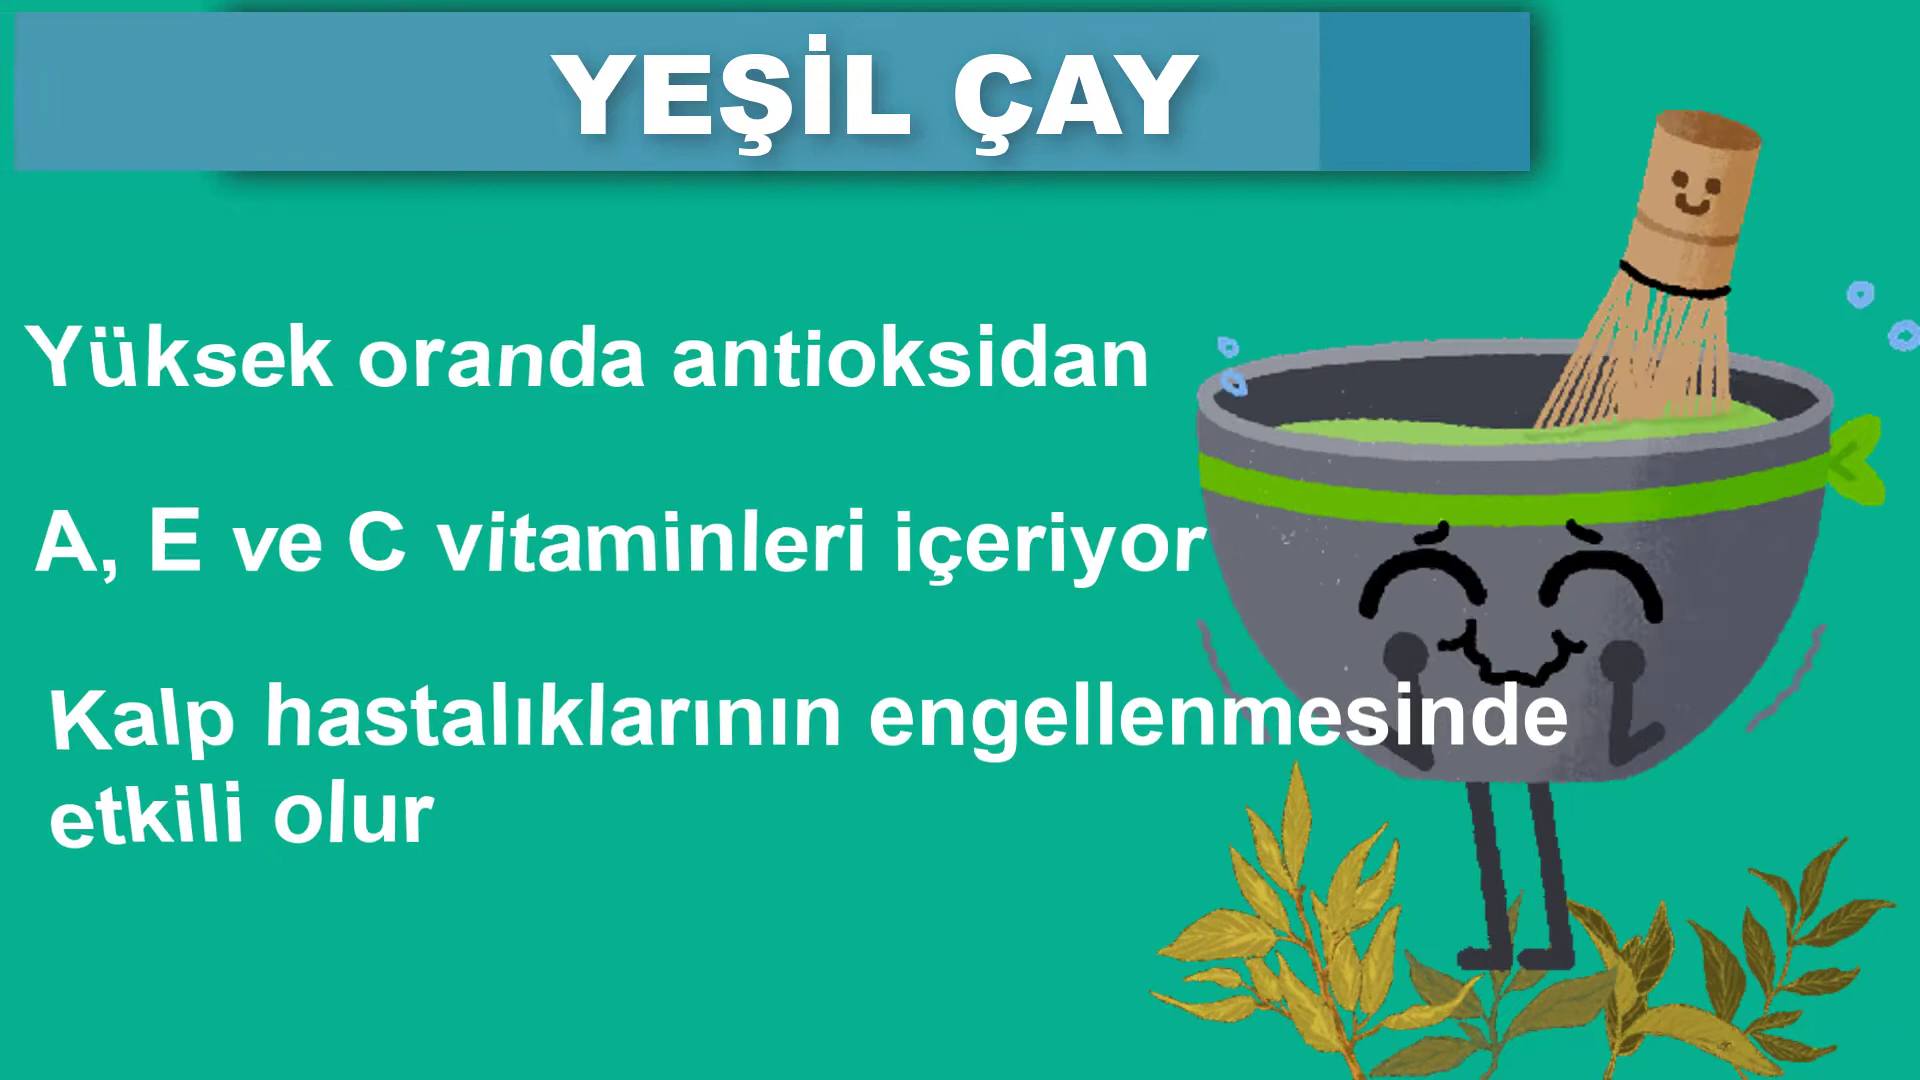 YEŞİL ÇAY
Yüksek oranda antioksidan
A, E ve C vitaminleri içeriyor
Kalp hastalıklarının engellenmesinde
etkili olur